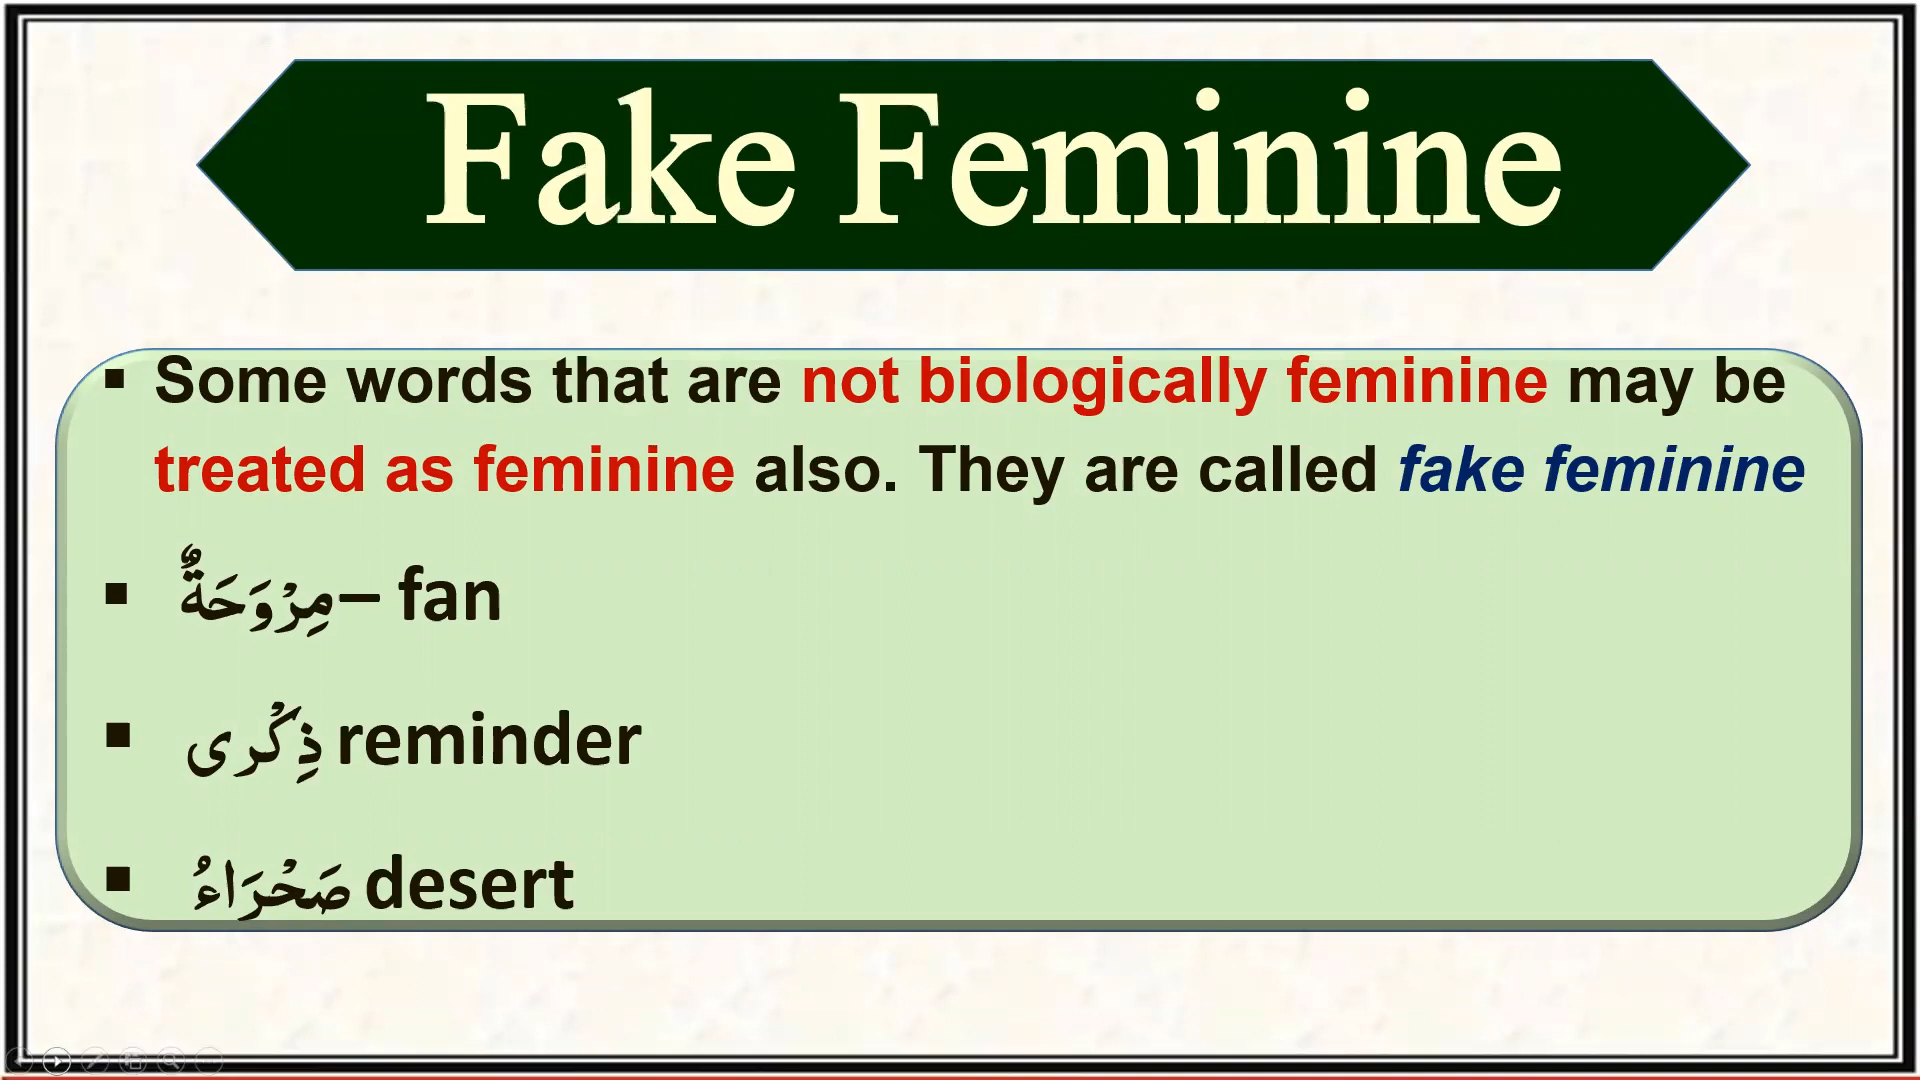 Fake Feminine
▪ Some words that are not biologically feminine may be
treated as feminine also. They are called fake feminine
▪ مِرْوَحَةٌ – fan
▪ ذِكْرى reminder
▪ صَحْرَاءُ desert